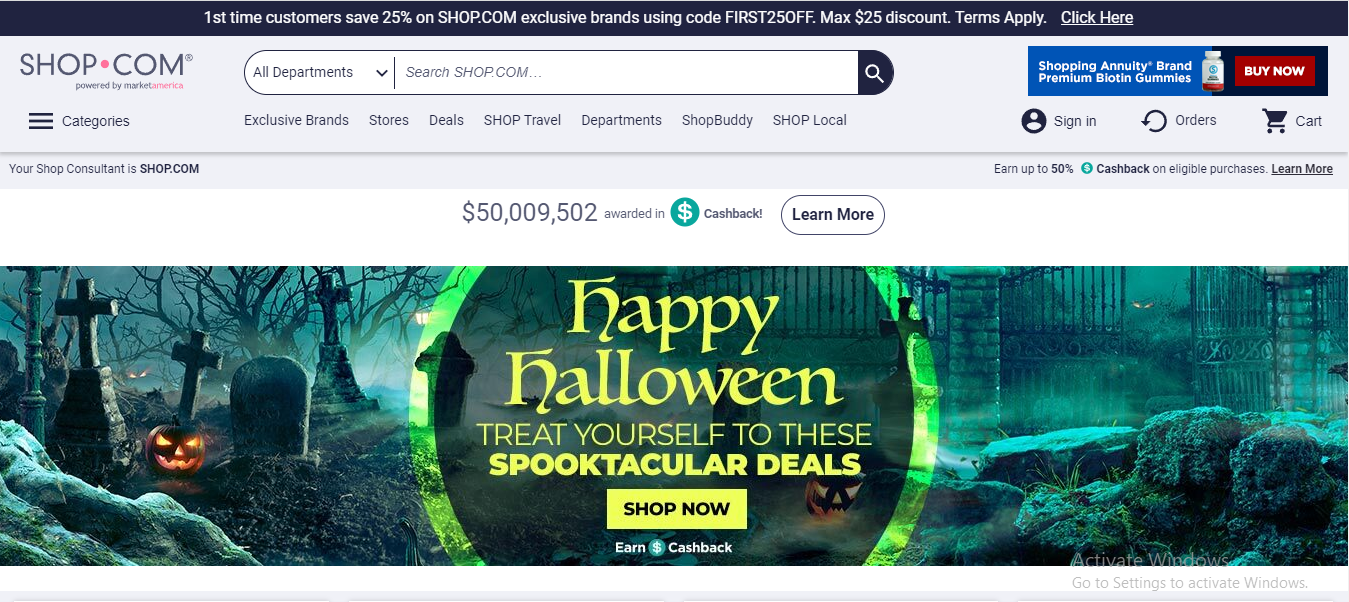 1st time customers save 25% on SHOP.COM exclusive brands using code FIRST25OFF. Max $25 discount. Terms Apply. Click Here
SHOP•COM®
powered by marketamerica
All Departments
Search SHOP.COM...
Shopping Annuity® Brand
Premium Biotin Gummies
BUY NOW
Categories
Exclusive Brands Stores Deals SHOP Travel Departments ShopBuddy SHOP Local
Sign in
Orders
Cart
Your Shop Consultant is SHOP.COM
Earn up to 50% $ Cashback on eligible purchases. Learn More
$50,009,502 awarded in $ Cashback! Learn More
Happy
Halloween
TREAT YOURSELF TO THESE
SPOOKTACULAR DEALS
SHOP NOW
Earn $ Cashback
Activate Windows
Go to Settings to activate Windows.